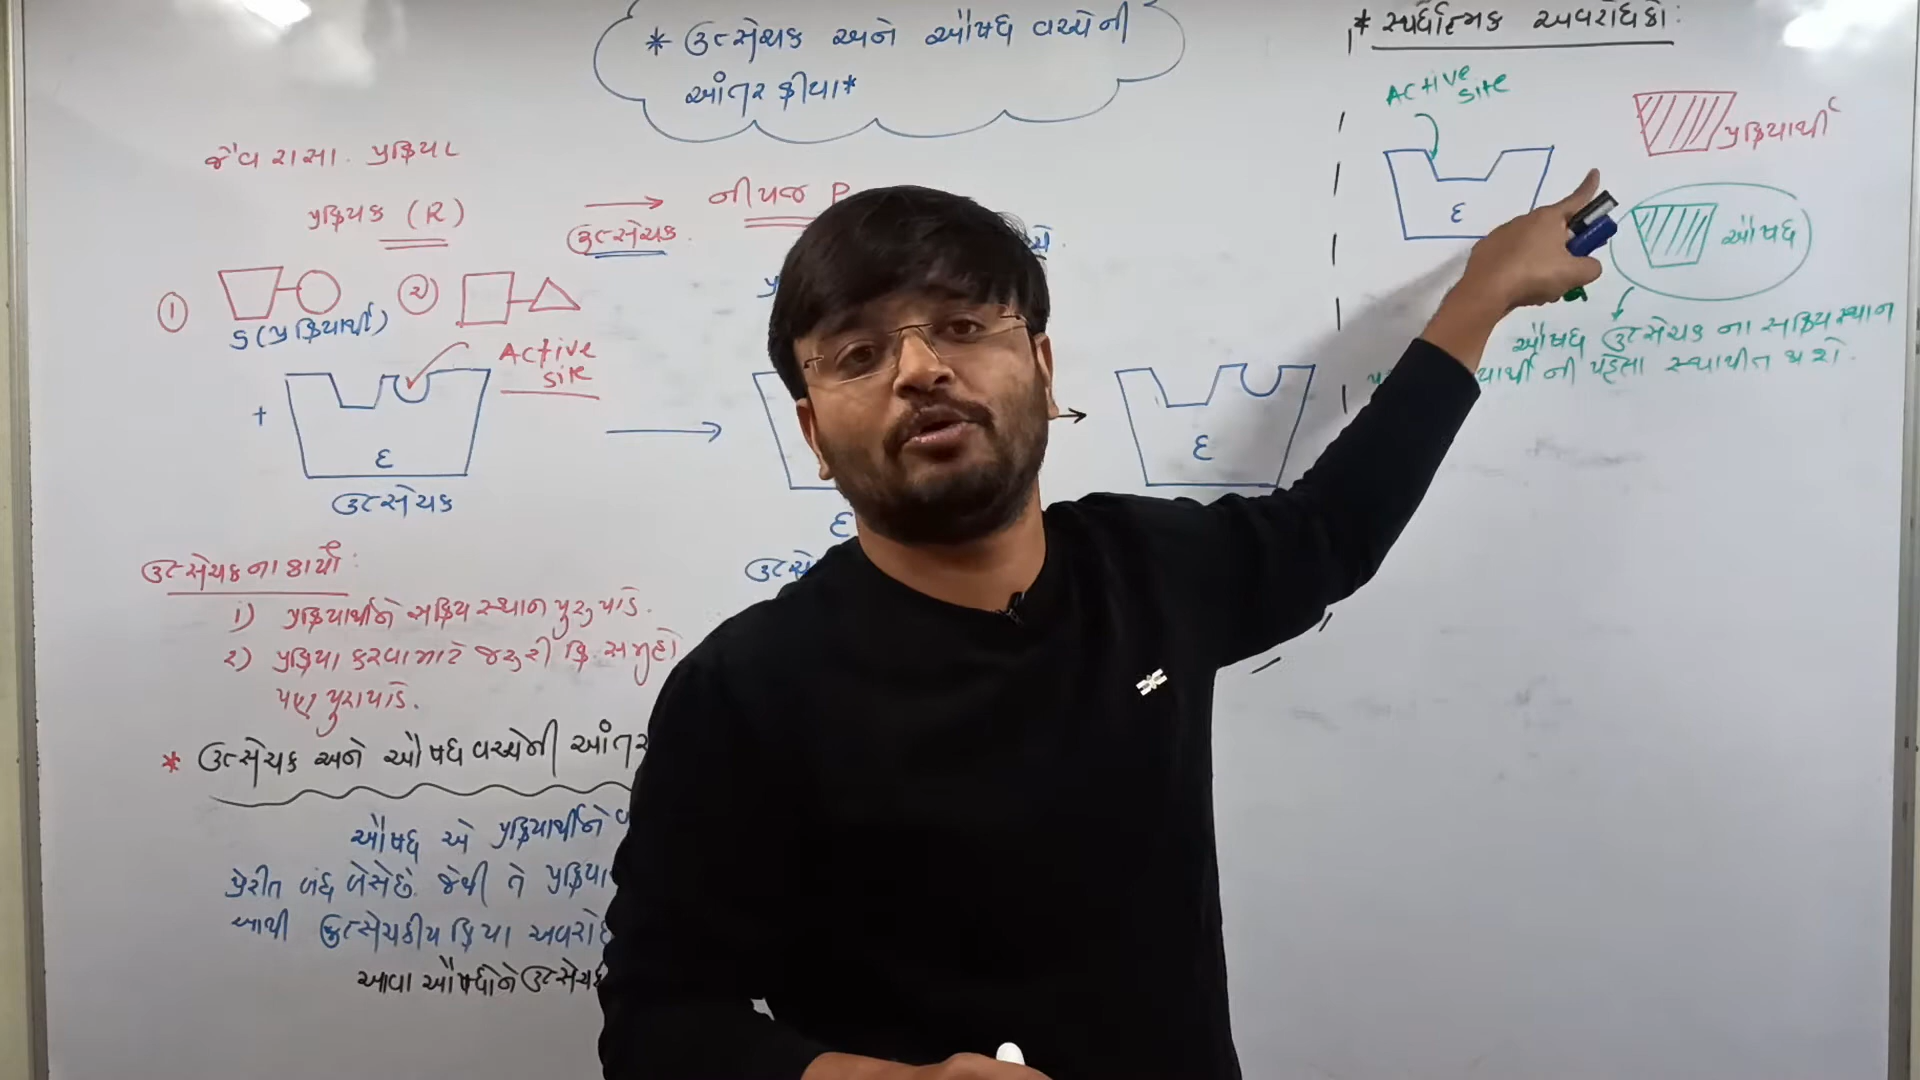 * ઉત્સેચક અને ઔષધ વચ્ચેની
આંતર ક્રીયા*
જૈવ રાસા. પ્રક્રિયા
પ્રક્રિયક (R)
ઉત્સેચક
નીપજ P
① ② 
S (પ્રક્રિયાર્થી)
Active
site
+
E
ઉત્સેચક
E
E
ઉત્સેચકના કાર્યો:
૧) પ્રક્રિયાર્થીને સક્રિય સ્થાન પુરુ પાડે.
૨) પ્રક્રિયા કરવા માટે જરુરી ક્રિ. સમુહો
પણ પુરા પાડે.
* ઉત્સેચક અને ઔષધ વચ્ચેની આંતર
ઔષધ એ પ્રક્રિયાર્થીને
પ્રેરીત બંધ બેસે છે. જેથી તે પ્રક્રિયા
આથી ઉત્સેચકીય ક્રિયા અવરોધ
આવા ઔષધોને ઉત્સેચક
* સ્પર્ધાત્મક અવરોધકો:
Active
site
E
પ્રક્રિયાર્થી
ઔષધ
ઔષધ ઉત્સેચક ના સક્રિય સ્થાન
ની પહેલા સ્થાપીત થશે.